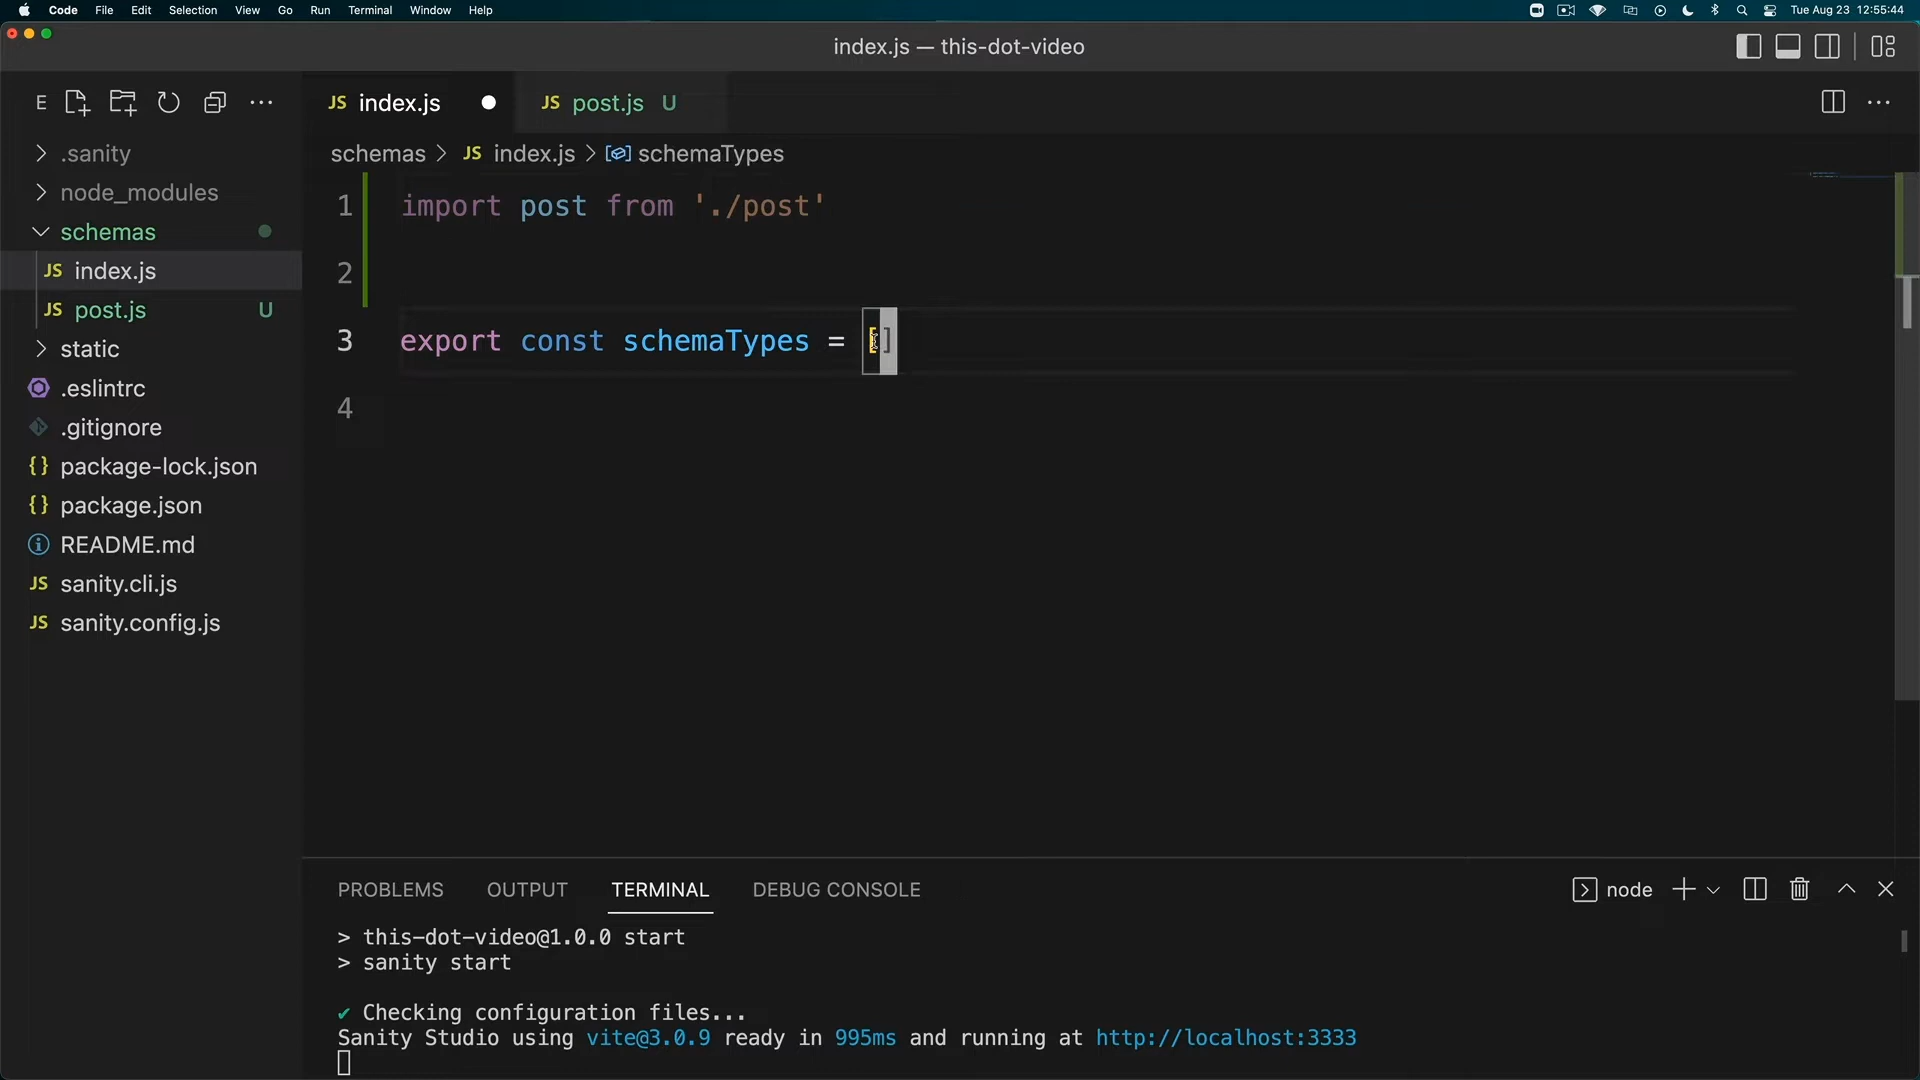 Code File Edit Selection View Go Run Terminal Window Help Tue Aug 23 12:55:44
index.js — this-dot-video
E
JS index.js
JS post.js U
schemas > JS index.js > schemaTypes
.sanity
node_modules
schemas
JS index.js
JS post.js U
static
.eslintrc
.gitignore
{} package-lock.json
{} package.json
README.md
JS sanity.cli.js
JS sanity.config.js
1 import post from './post'
2
3 export const schemaTypes = []
4
PROBLEMS OUTPUT TERMINAL DEBUG CONSOLE node
> this-dot-video@1.0.0 start
> sanity start
✔ Checking configuration files...
Sanity Studio using vite@3.0.9 ready in 995ms and running at http://localhost:3333